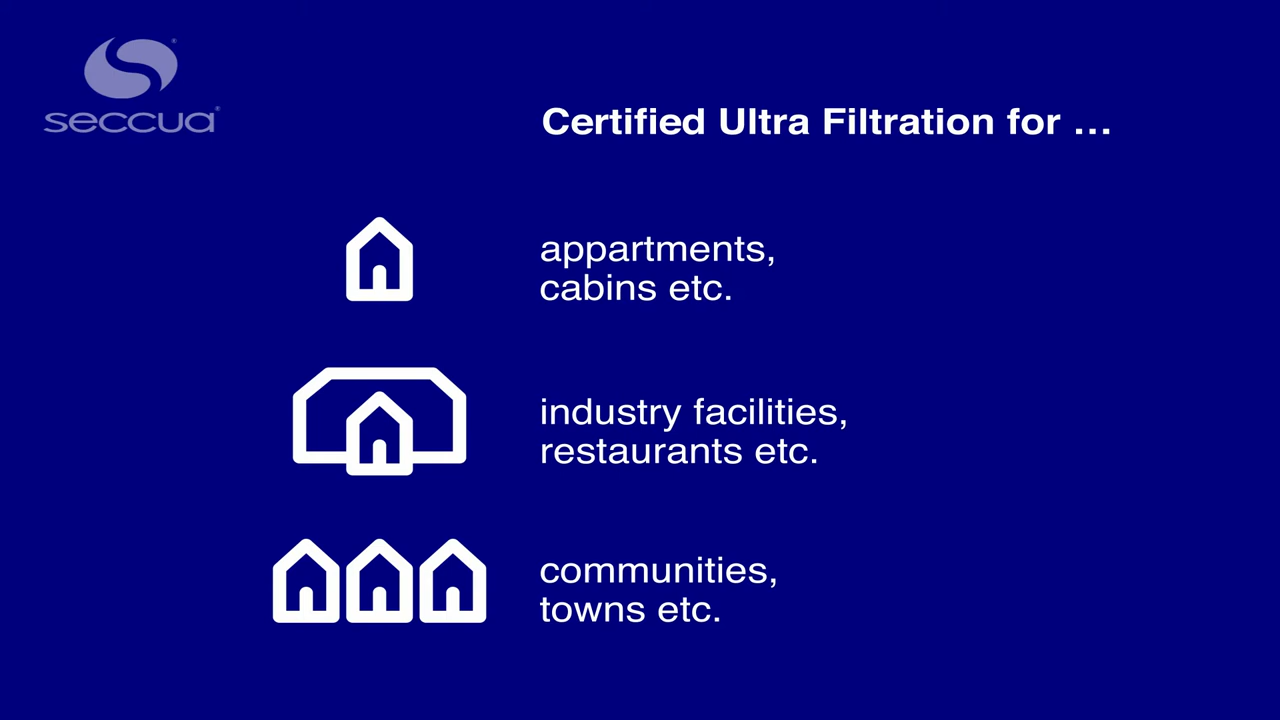 seccua®
Certified Ultra Filtration for ...
appartments,
cabins etc.
industry facilities,
restaurants etc.
communities,
towns etc.